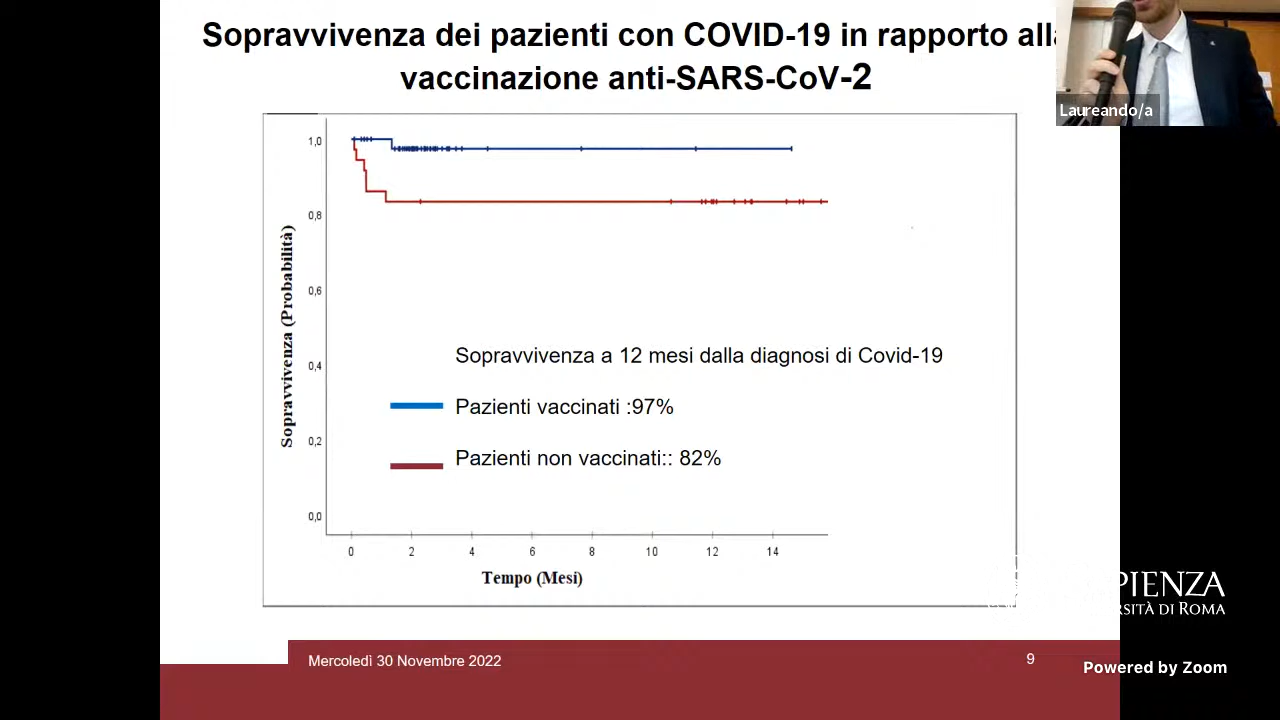 Sopravvivenza dei pazienti con COVID-19 in rapporto alla
vaccinazione anti-SARS-CoV-2
Laureando/a
1,0
0,8
0,6
0,4
0,2
0,0
Sopravvivenza (Probabilità)
Sopravvivenza a 12 mesi dalla diagnosi di Covid-19
Pazienti vaccinati :97%
Pazienti non vaccinati:: 82%
0 2 4 6 8 10 12 14
Tempo (Mesi)
PIENZA
RSITÀ DI ROMA
Mercoledì 30 Novembre 2022
9
Powered by Zoom